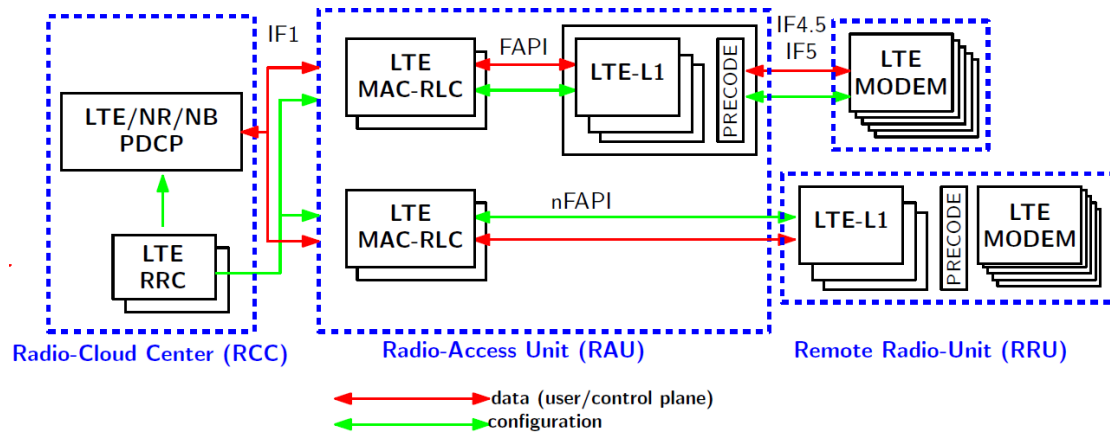 IF1
LTE/NR/NB
PDCP
LTE
RRC
Radio-Cloud Center (RCC)
LTE
MAC-RLC
FAPI
LTE-L1
PRECODE
LTE
MAC-RLC
nFAPI
Radio-Access Unit (RAU)
IF4.5
IF5
LTE
MODEM
LTE-L1
PRECODE
LTE
MODEM
Remote Radio-Unit (RRU)
data (user/control plane)
configuration